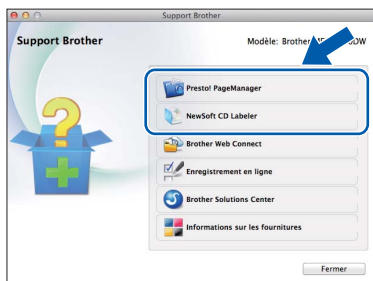 Support Brother
Support Brother
Modèle: Brother
Presto! PageManager
NewSoft CD Labeler
Brother Web Connect
Enregistrement en ligne
Brother Solutions Center
Informations sur les fournitures
Fermer